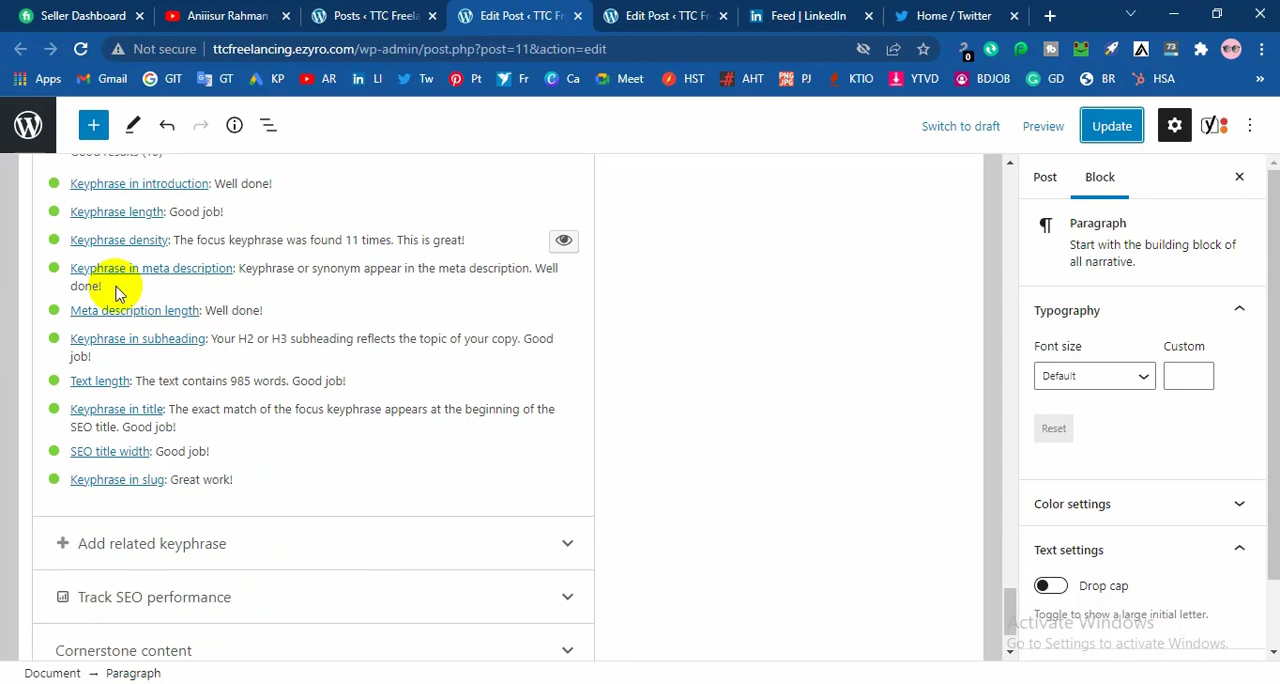 Seller Dashboard
Aniiisur Rahman
Posts ‹ TTC Freela
Edit Post ‹ TTC F
Edit Post ‹ TTC Fr
Feed | LinkedIn
Home / Twitter
Not secure
ttcfreelancing.ezyro.com/wp-admin/post.php?post=11&action=edit
0
73
Apps
Gmail
GIT
GT
KP
AR
LI
Tw
Pt
Fr
Ca
Meet
HST
AHT
PJ
KTIO
YTVD
BDJOB
GD
BR
HSA
»
Switch to draft
Preview
Update
Good results (10)
Keyphrase in introduction: Well done!
Keyphrase length: Good job!
Keyphrase density: The focus keyphrase was found 11 times. This is great!
Keyphrase in meta description: Keyphrase or synonym appear in the meta description. Well
done!
Meta description length: Well done!
Keyphrase in subheading: Your H2 or H3 subheading reflects the topic of your copy. Good
job!
Text length: The text contains 985 words. Good job!
Keyphrase in title: The exact match of the focus keyphrase appears at the beginning of the
SEO title. Good job!
SEO title width: Good job!
Keyphrase in slug: Great work!
Add related keyphrase
Track SEO performance
Cornerstone content
Document → Paragraph
Post
Block
Paragraph
Start with the building block of
all narrative.
Typography
Font size
Custom
Default
Reset
Color settings
Text settings
Drop cap
Toggle to show a large initial letter.
Activate Windows
Go to Settings to activate Windows.